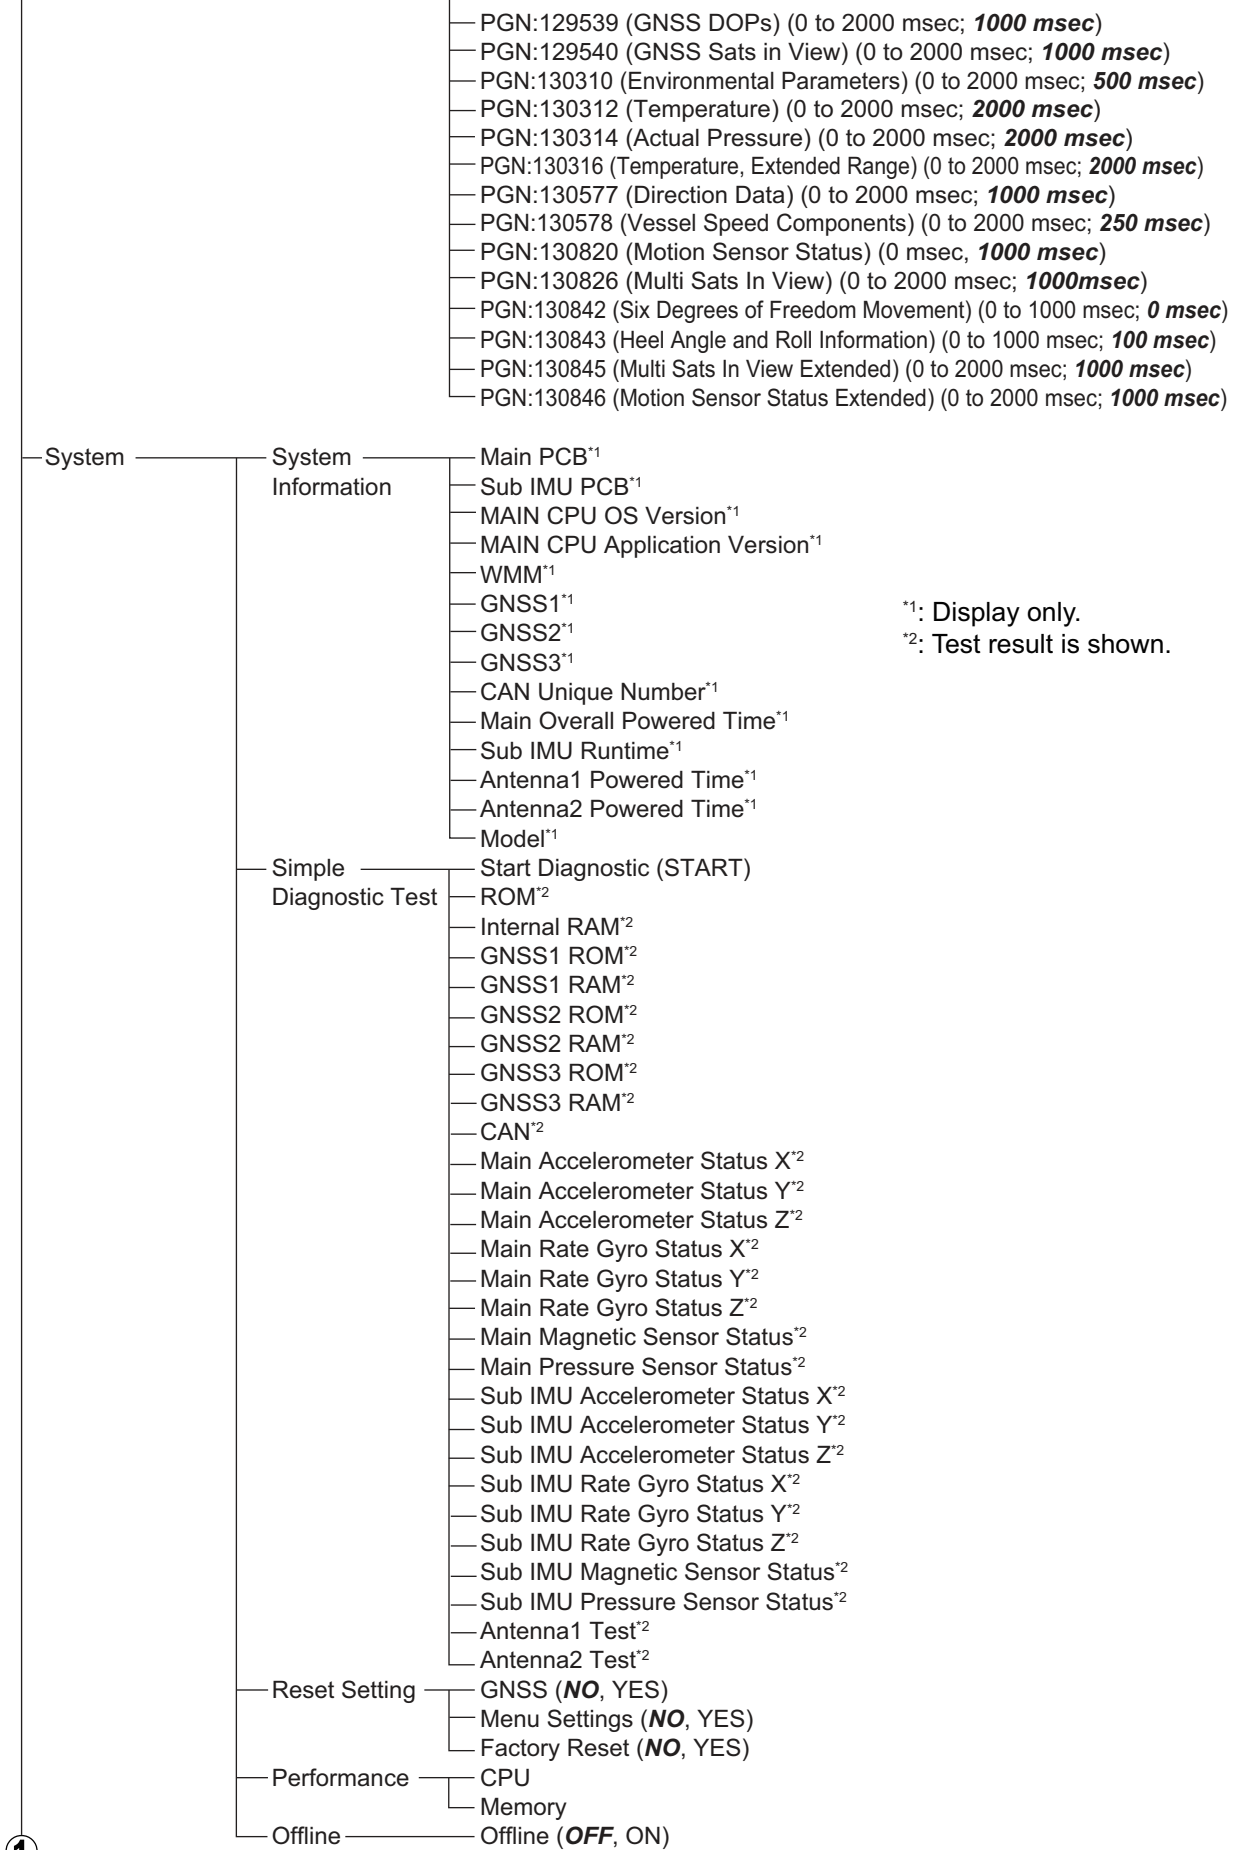 PGN:129539 (GNSS DOPs) (0 to 2000 msec; 1000 msec)
PGN:129540 (GNSS Sats in View) (0 to 2000 msec; 1000 msec)
PGN:130310 (Environmental Parameters) (0 to 2000 msec; 500 msec)
PGN:130312 (Temperature) (0 to 2000 msec; 2000 msec)
PGN:130314 (Actual Pressure) (0 to 2000 msec; 2000 msec)
PGN:130316 (Temperature, Extended Range) (0 to 2000 msec; 2000 msec)
PGN:130577 (Direction Data) (0 to 2000 msec; 1000 msec)
PGN:130578 (Vessel Speed Components) (0 to 2000 msec; 250 msec)
PGN:130820 (Motion Sensor Status) (0 msec, 1000 msec)
PGN:130826 (Multi Sats In View) (0 to 2000 msec; 1000msec)
PGN:130842 (Six Degrees of Freedom Movement) (0 to 1000 msec; 0 msec)
PGN:130843 (Heel Angle and Roll Information) (0 to 1000 msec; 100 msec)
PGN:130845 (Multi Sats In View Extended) (0 to 2000 msec; 1000 msec)
PGN:130846 (Motion Sensor Status Extended) (0 to 2000 msec; 1000 msec)
System
System
Information
Main PCB*1
Sub IMU PCB*1
MAIN CPU OS Version*1
MAIN CPU Application Version*1
WMM*1
GNSS1*1
GNSS2*1
GNSS3*1
CAN Unique Number*1
Main Overall Powered Time*1
Sub IMU Runtime*1
Antenna1 Powered Time*1
Antenna2 Powered Time*1
Model*1
*1: Display only.
*2: Test result is shown.
Simple
Diagnostic Test
Start Diagnostic (START)
ROM*2
Internal RAM*2
GNSS1 ROM*2
GNSS1 RAM*2
GNSS2 ROM*2
GNSS2 RAM*2
GNSS3 ROM*2
GNSS3 RAM*2
CAN*2
Main Accelerometer Status X*2
Main Accelerometer Status Y*2
Main Accelerometer Status Z*2
Main Rate Gyro Status X*2
Main Rate Gyro Status Y*2
Main Rate Gyro Status Z*2
Main Magnetic Sensor Status*2
Main Pressure Sensor Status*2
Sub IMU Accelerometer Status X*2
Sub IMU Accelerometer Status Y*2
Sub IMU Accelerometer Status Z*2
Sub IMU Rate Gyro Status X*2
Sub IMU Rate Gyro Status Y*2
Sub IMU Rate Gyro Status Z*2
Sub IMU Magnetic Sensor Status*2
Sub IMU Pressure Sensor Status*2
Antenna1 Test*2
Antenna2 Test*2
Reset Setting
GNSS (NO, YES)
Menu Settings (NO, YES)
Factory Reset (NO, YES)
Performance
CPU
Memory
Offline
Offline (OFF, ON)
1